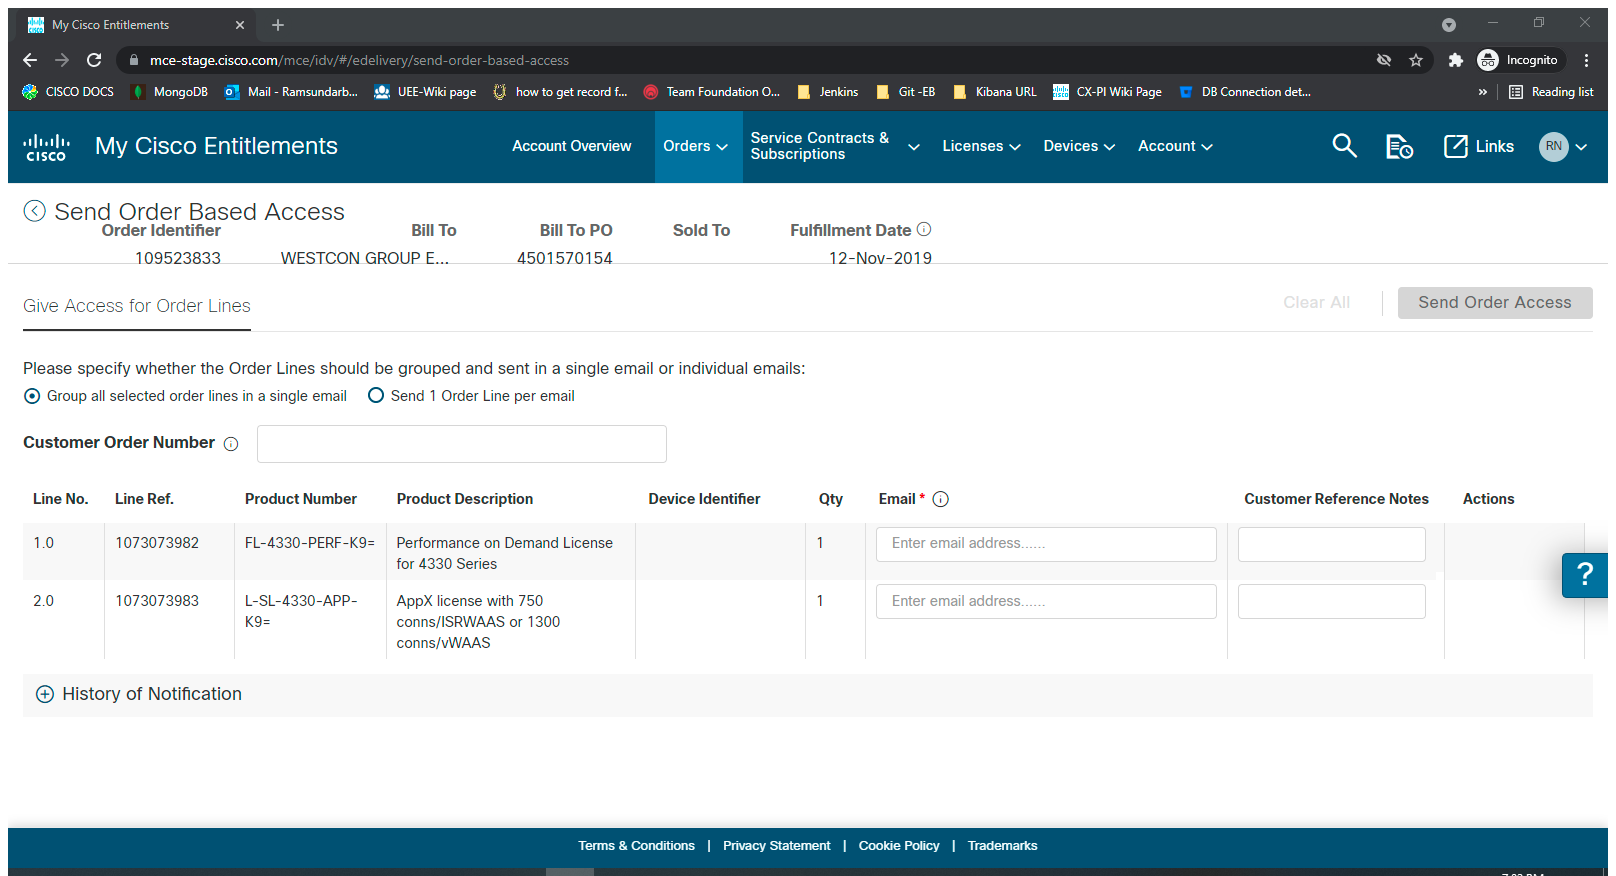 My Cisco Entitlements
mce-stage.cisco.com/mce/idv/#/edelivery/send-order-based-access
Incognito
CISCO DOCS MongoDB Mail - Ramsundarb... UEE-Wiki page how to get record f... Team Foundation O... Jenkins Git -EB Kibana URL CX-PI Wiki Page DB Connection det... » Reading list
CISCO My Cisco Entitlements Account Overview Orders Service Contracts & Subscriptions Licenses Devices Account Links RN
Send Order Based Access
Order Identifier Bill To Bill To PO Sold To Fulfillment Date
109523833 WESTCON GROUP E... 4501570154 12-Nov-2019
Give Access for Order Lines Clear All Send Order Access
Please specify whether the Order Lines should be grouped and sent in a single email or individual emails:
Group all selected order lines in a single email Send 1 Order Line per email
Customer Order Number
Line No. Line Ref. Product Number Product Description Device Identifier Qty Email * Customer Reference Notes Actions
1.0 1073073982 FL-4330-PERF-K9= Performance on Demand License 1 Enter email address......
for 4330 Series
?
2.0 1073073983 L-SL-4330-APP- AppX license with 750 1 Enter email address......
K9= conns/ISRWAAS or 1300
conns/vWAAS
History of Notification
Terms & Conditions | Privacy Statement | Cookie Policy | Trademarks